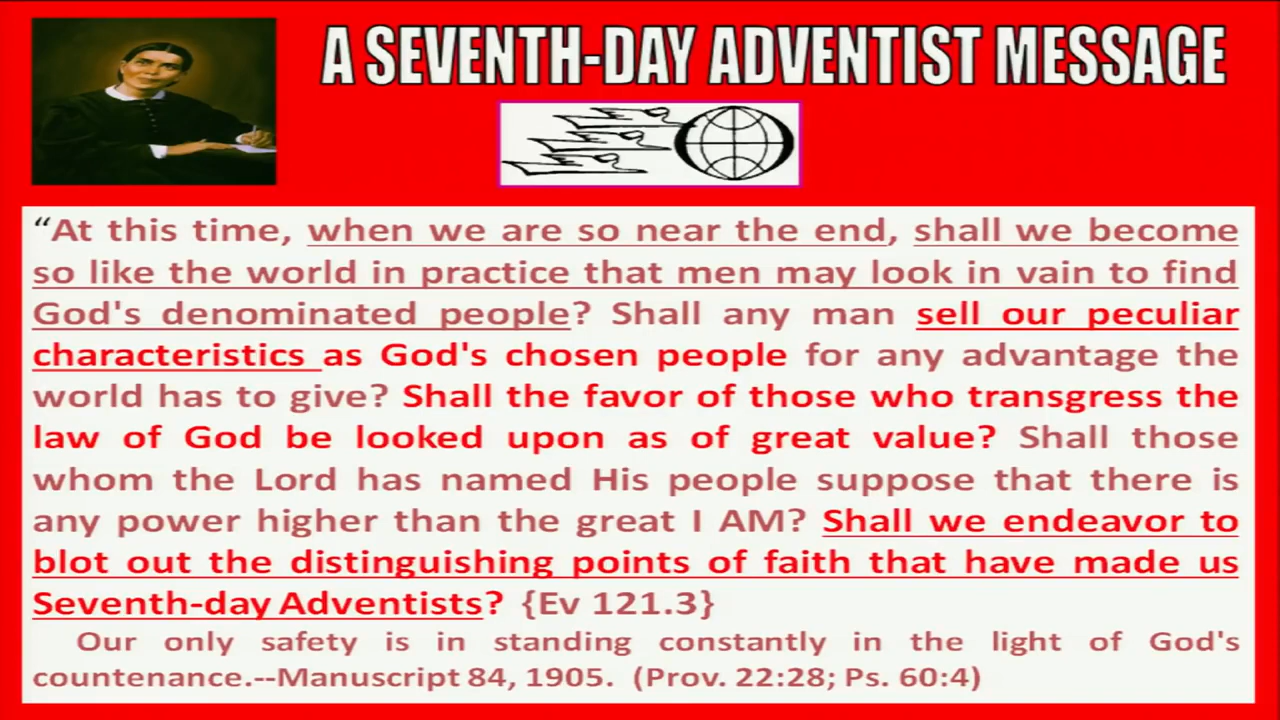 A SEVENTH-DAY ADVENTIST MESSAGE
“At this time, when we are so near the end, shall we become
so like the world in practice that men may look in vain to find
God's denominated people? Shall any man sell our peculiar
characteristics as God's chosen people for any advantage the
world has to give? Shall the favor of those who transgress the
law of God be looked upon as of great value? Shall those
whom the Lord has named His people suppose that there is
any power higher than the great I AM? Shall we endeavor to
blot out the distinguishing points of faith that have made us
Seventh-day Adventists? {Ev 121.3}
Our only safety is in standing constantly in the light of God's
countenance.--Manuscript 84, 1905. (Prov. 22:28; Ps. 60:4)